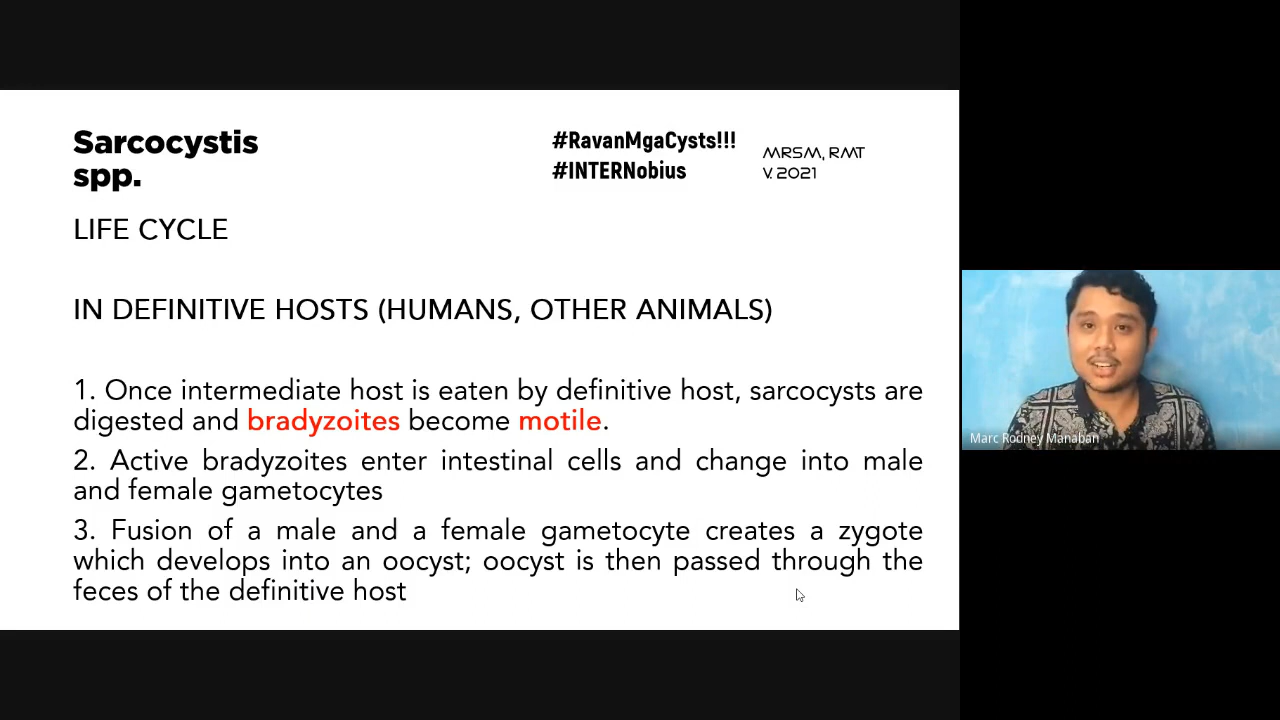 Sarcocystis
spp.
#RavanMgaCysts!!!
#INTERNobius
MRSM, RMT
V. 2021
LIFE CYCLE
IN DEFINITIVE HOSTS (HUMANS, OTHER ANIMALS)
1. Once intermediate host is eaten by definitive host, sarcocysts are
digested and bradyzoites become motile.
2. Active bradyzoites enter intestinal cells and change into male
and female gametocytes
3. Fusion of a male and a female gametocyte creates a zygote
which develops into an oocyst; oocyst is then passed through the
feces of the definitive host
Marc Rodney Manaban